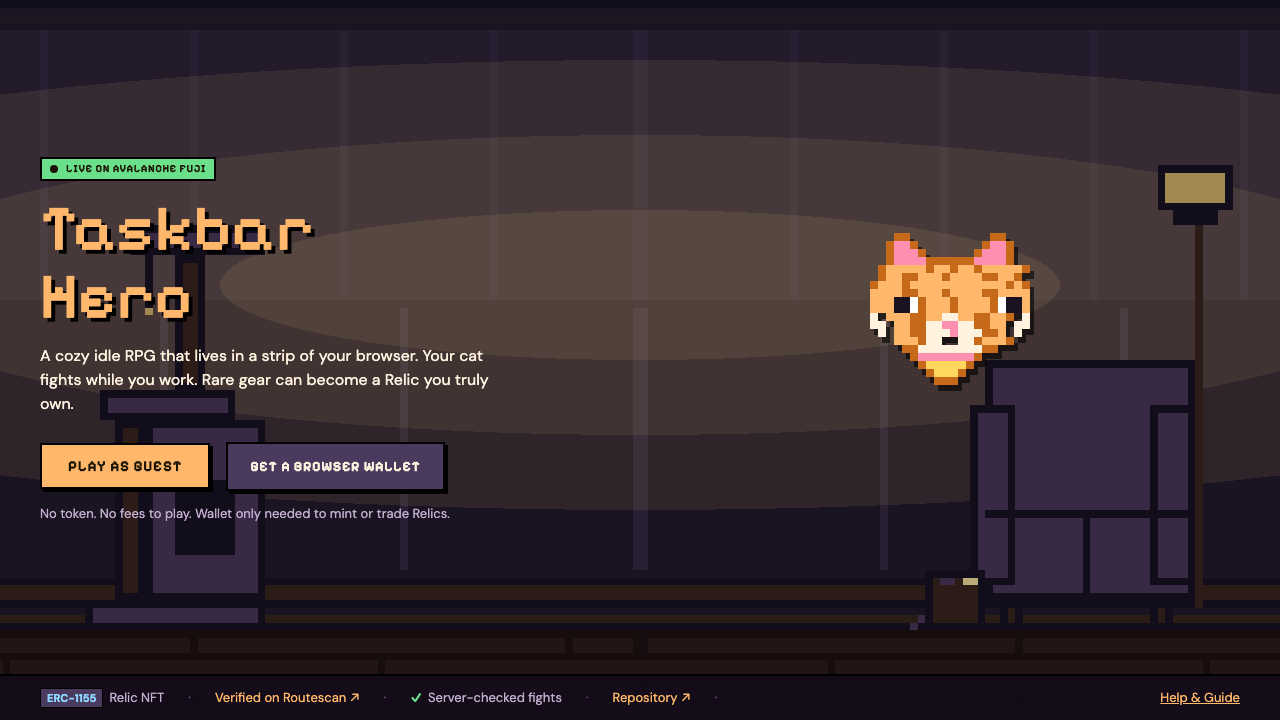 LIVE ON AVALANCHE FUJI
Taskbar
Hero
A cozy idle RPG that lives in a strip of your browser. Your cat
fights while you work. Rare gear can become a Relic you truly
own.
PLAY AS GUEST
GET A BROWSER WALLET
No token. No fees to play. Wallet only needed to mint or trade Relics.
ERC-1155 Relic NFT · Verified on Routescan ↗ · ✓ Server-checked fights · Repository ↗ · Help & Guide